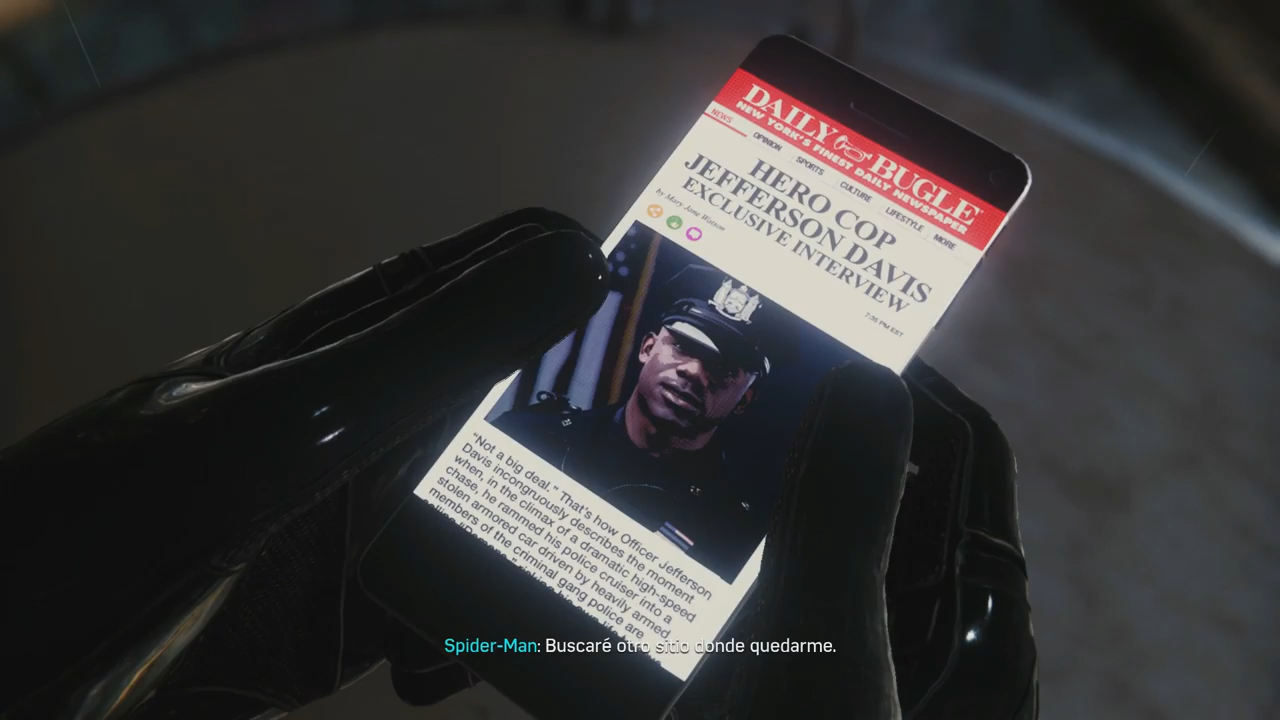 DAILY BUGLE
NEW YORK'S FINEST DAILY NEWSPAPER
NEWS OPINION SPORTS CULTURE LIFESTYLE MORE
HERO COP
JEFFERSON DAVIS
EXCLUSIVE INTERVIEW
by Mary Jane Watson
7:35 PM EST
"Not a big deal." That's how Officer Jefferson
Davis incongruously describes the moment
when, in the climax of a dramatic high-speed
chase, he rammed his police cruiser into a
stolen armored car driven by heavily armed
members of the criminal gang police are
Spider-Man: Buscaré otro sitio donde quedarme.